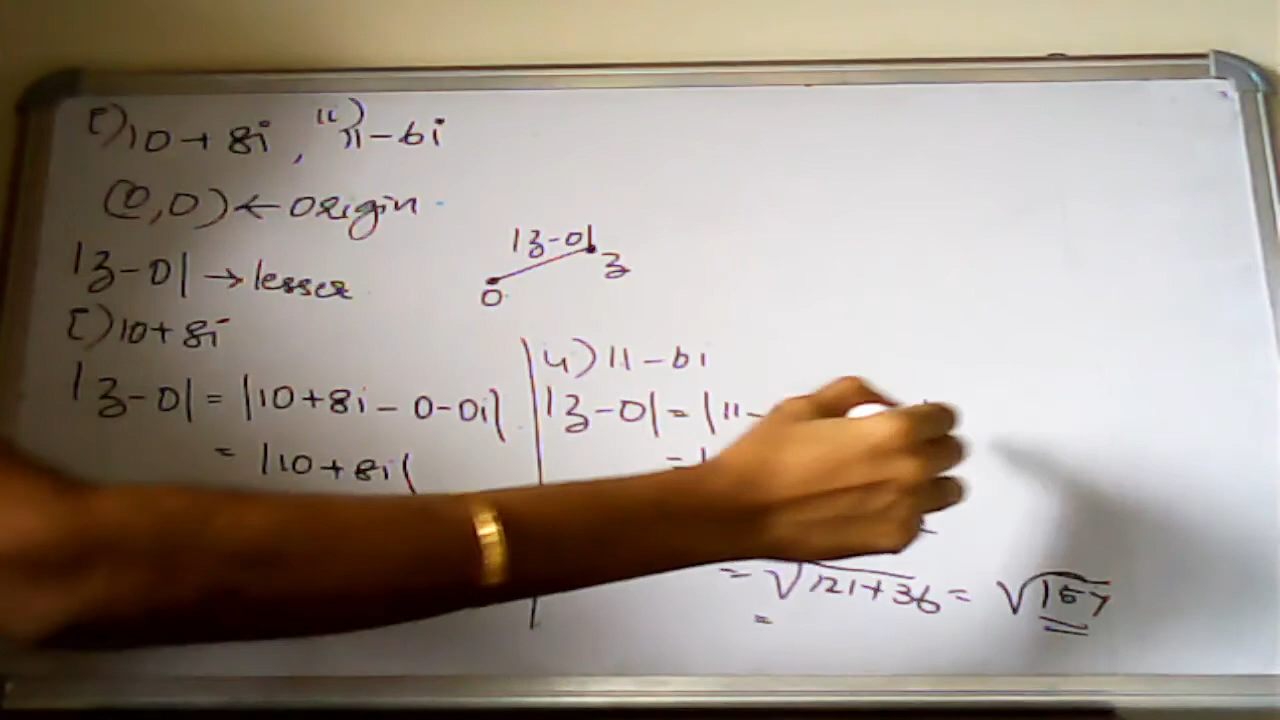 i) 10+8i, ii) 11-6i
(0,0) ← origin.
|z-0| → lesser
|z-0|
0
z
i) 10+8i
|z-0| = |10+8i-0-0i|
= |10+8i|
ii) 11-6i
|z-0| = |11-
= |
= √121+36 = √157
=